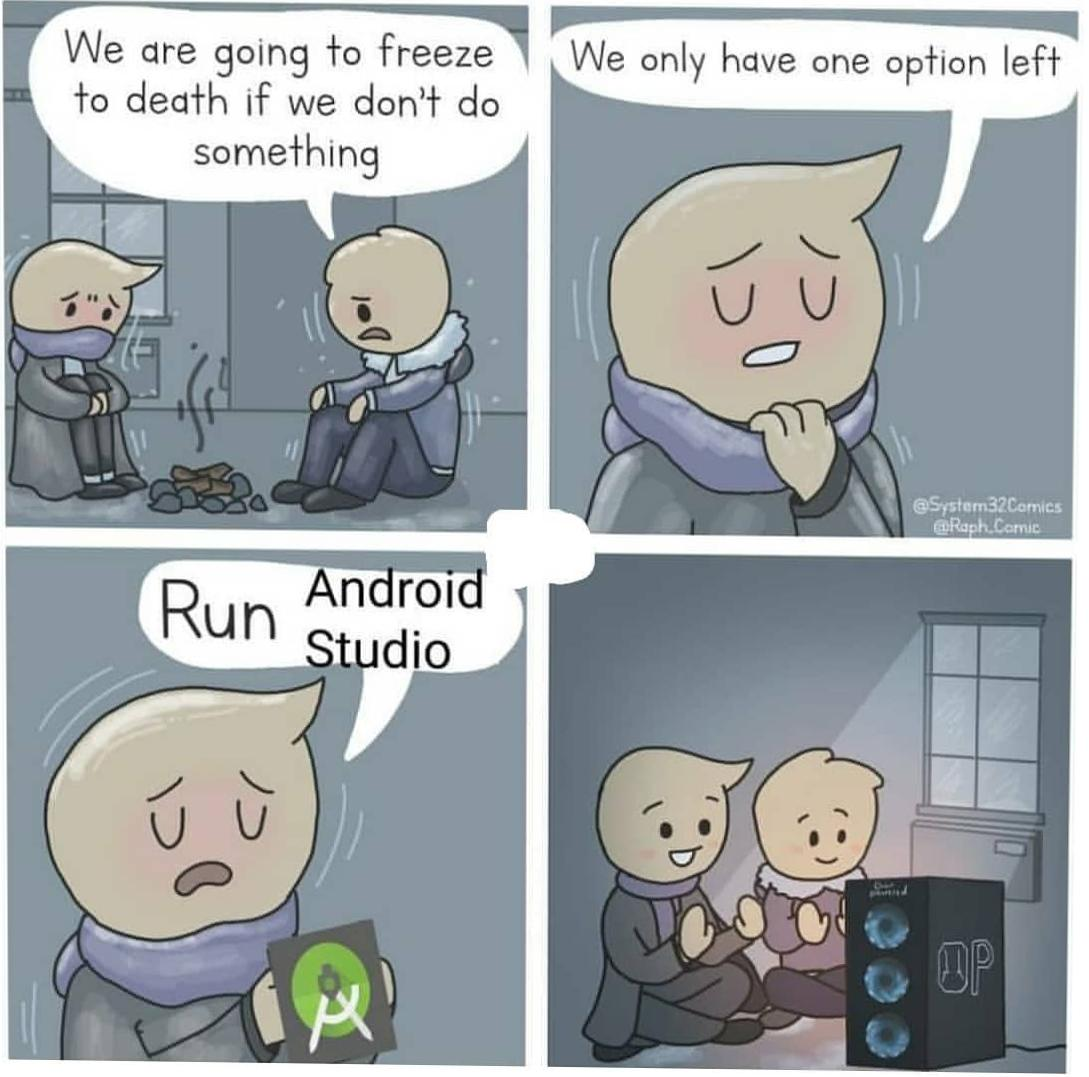 We are going to freeze
to death if we don't do
something
We only have one option left
@System32Comics
@Raph_Comic
Run Android
Studio
UP